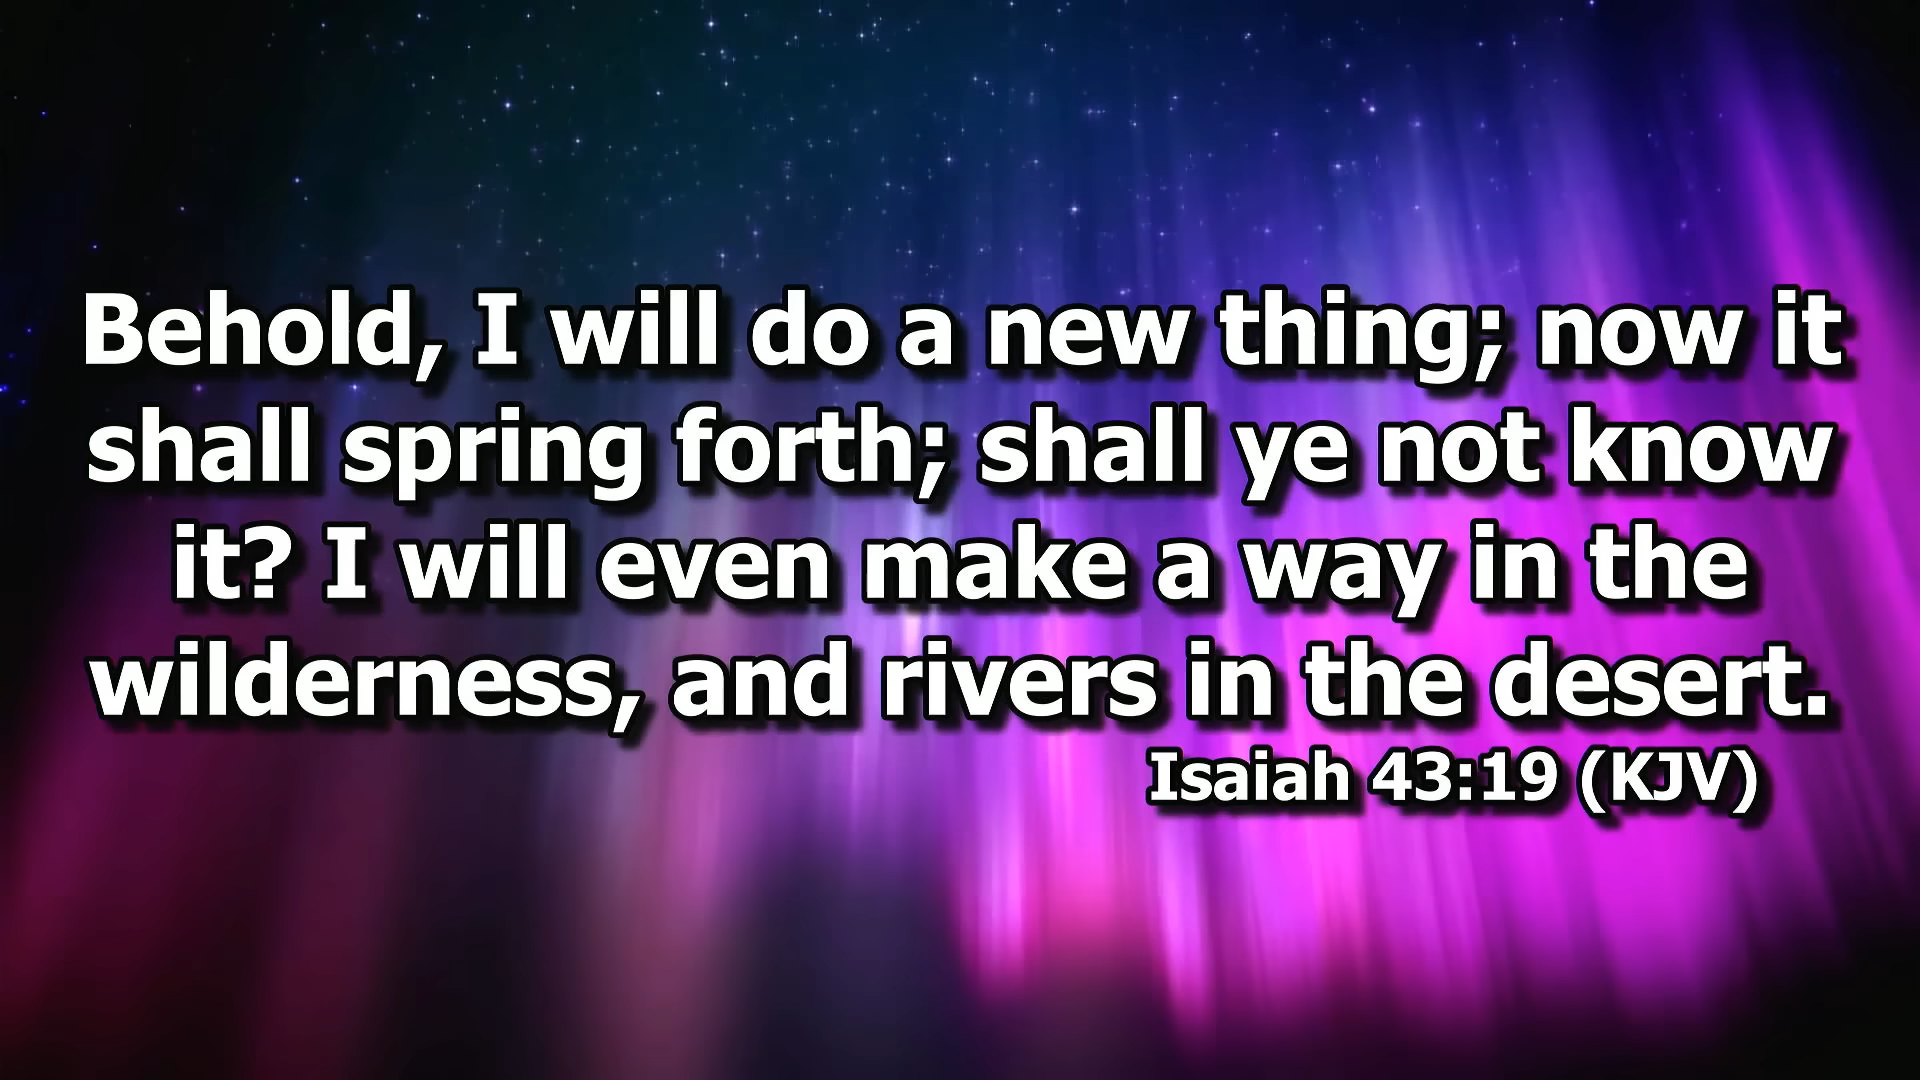 Behold, I will do a new thing; now it
shall spring forth; shall ye not know
it? I will even make a way in the
wilderness, and rivers in the desert.
Isaiah 43:19 (KJV)